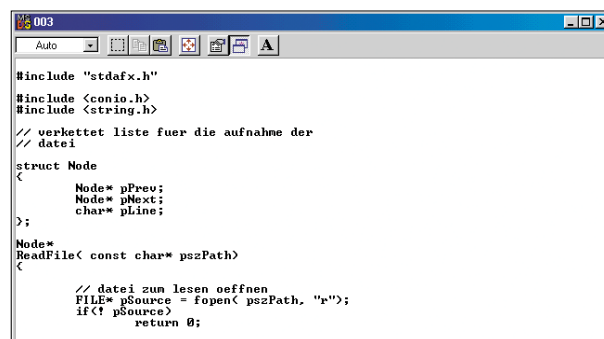 003
Auto
A
#include "stdafx.h"
#include <conio.h>
#include <string.h>
// verkettet liste fuer die aufnahme der
// datei
struct Node
{
Node* pPrev;
Node* pNext;
char* pLine;
};
Node*
ReadFile( const char* pszPath)
{
// datei zum lesen oeffnen
FILE* pSource = fopen( pszPath, "r");
if(! pSource)
return 0;